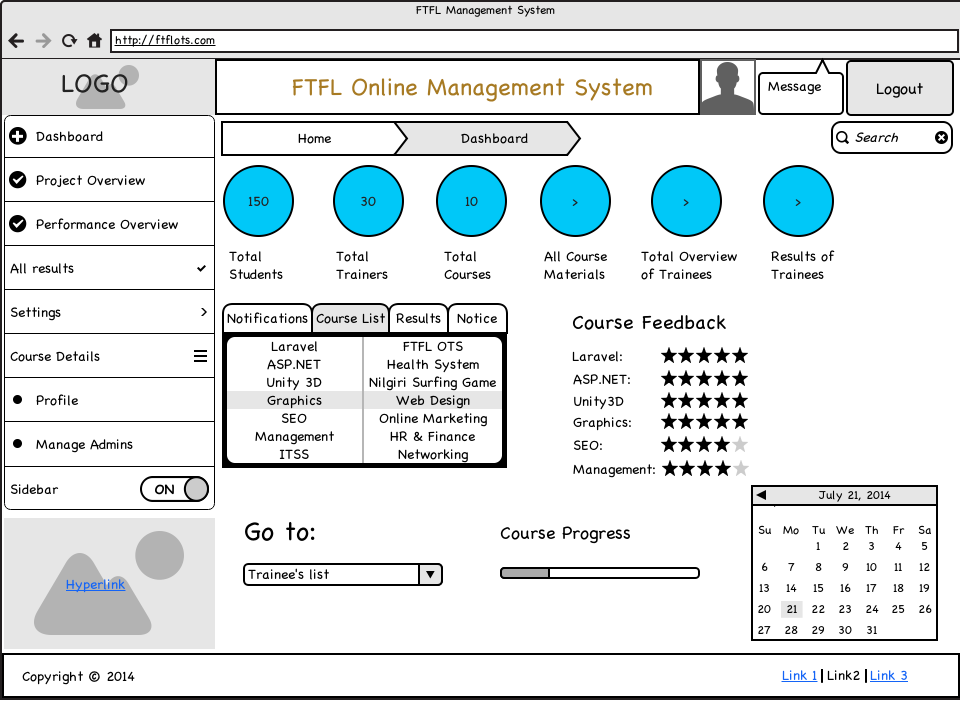 FTFL Management System
http://ftflots.com
LOGO
FTFL Online Management System
Message
Logout
Dashboard
Project Overview
Performance Overview
All results
Settings
Course Details
Profile
Manage Admins
Sidebar
ON
Hyperlink
Home
Dashboard
Search
150
30
10
>
>
>
Total
Students
Total
Trainers
Total
Courses
All Course
Materials
Total Overview
of Trainees
Results of
Trainees
Notifications
Course List
Results
Notice
Laravel FTFL OTS
ASP.NET Health System
Unity 3D Nilgiri Surfing Game
Graphics Web Design
SEO Online Marketing
Management HR & Finance
ITSS Networking
Course Feedback
Laravel: ★★★★★
ASP.NET: ★★★★★
Unity3D ★★★★★
Graphics: ★★★★★
SEO: ★★★★★
Management: ★★★★★
Go to:
Trainee's list
Course Progress
July 21, 2014
Su Mo Tu We Th Fr Sa
1 2 3 4 5
6 7 8 9 10 11 12
13 14 15 16 17 18 19
20 21 22 23 24 25 26
27 28 29 30 31
Copyright © 2014
Link 1 | Link2 | Link 3